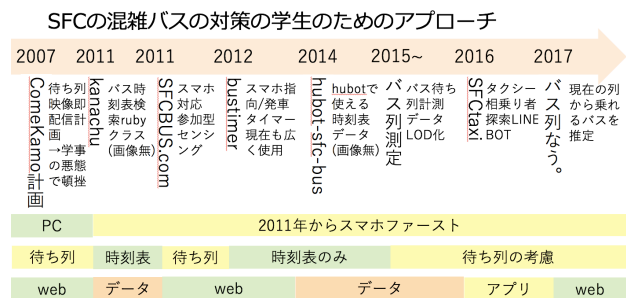 SFCの混雑バスの対策の学生のためのアプローチ
2007 2011 2011 2012 2014 2015~ 2016 2017
ComeKamo計画
待ち列
映像即
配信計
画
→学事
の悪態
で頓挫
kanachu
バス時
刻表検
索ruby
クラス
(画像無)
SFCBUS.com
スマホ
対応
参加型
センシ
ング
bustimer
スマホ指
向/発車
タイマー
現在も広
く使用
hubot-sfc-bus
hubotで
使える
時刻表
データ
(画像無)
バス列測定
バス待ち
列計測
データ
LOD化
SFCtaxi.
タクシー
相乗り者
探索LINE
BOT
バス列なう。
現在の列
から乗れ
るバスを
推定
PC 2011年からスマホファースト
待ち列 時刻表 待ち列 時刻表のみ 待ち列の考慮
web データ web データ アプリ web